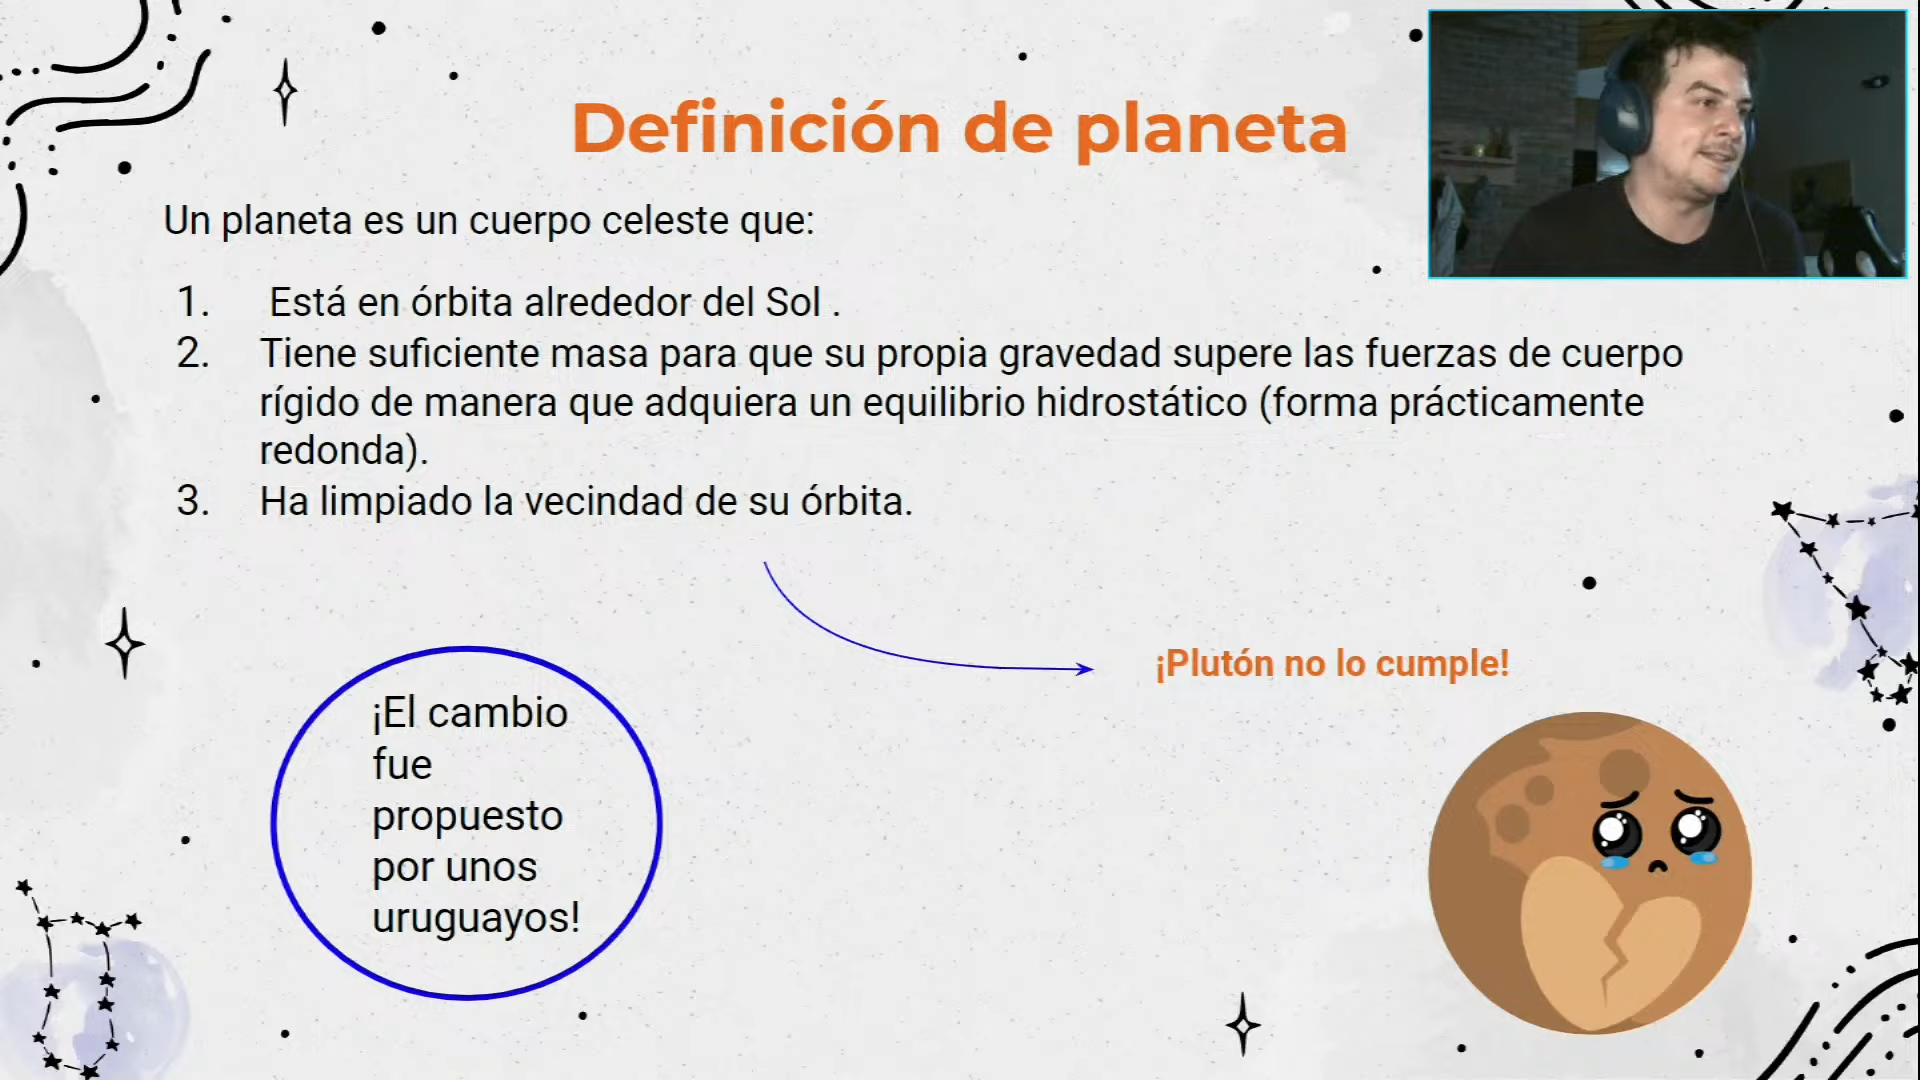 Definición de planeta
Un planeta es un cuerpo celeste que:
1. Está en órbita alrededor del Sol .
2. Tiene suficiente masa para que su propia gravedad supere las fuerzas de cuerpo
rígido de manera que adquiera un equilibrio hidrostático (forma prácticamente
redonda).
3. Ha limpiado la vecindad de su órbita.
¡Plutón no lo cumple!
¡El cambio
fue
propuesto
por unos
uruguayos!